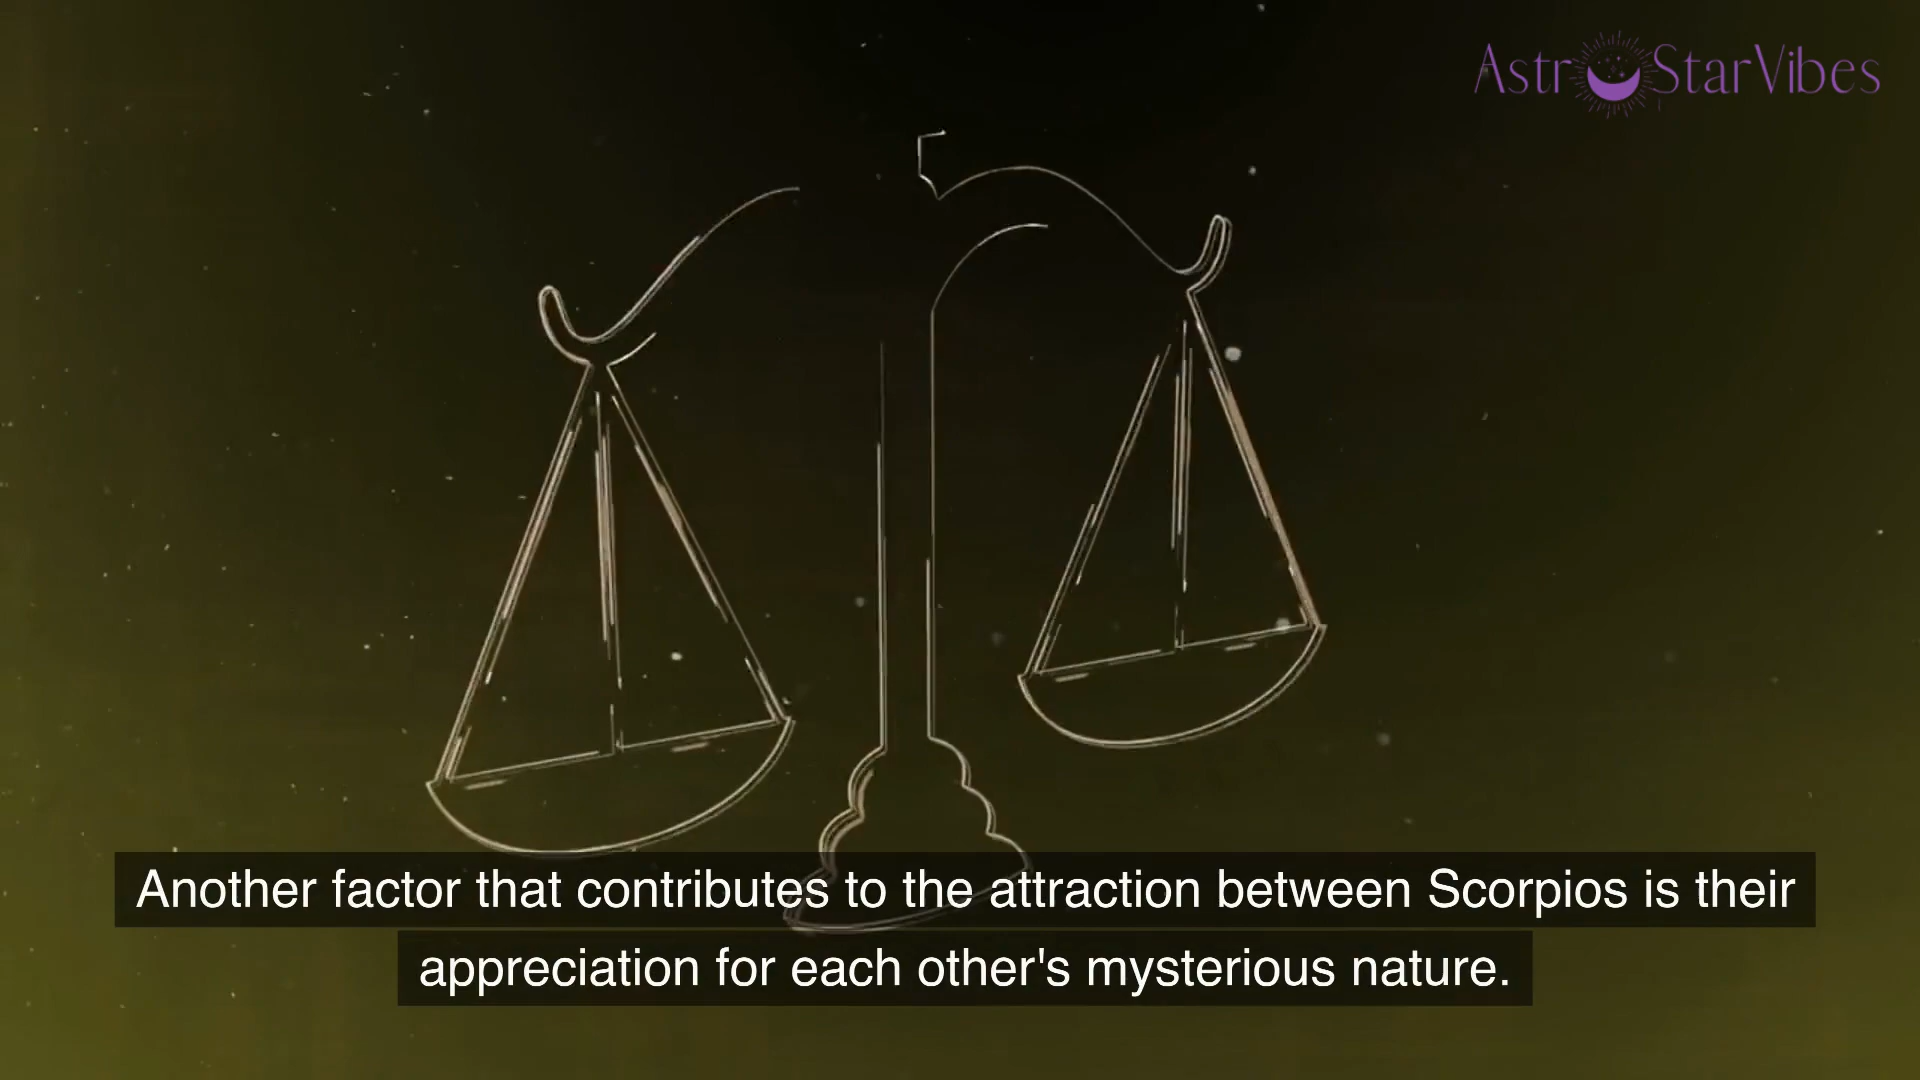 AstroStarVibes
Another factor that contributes to the attraction between Scorpios is their
appreciation for each other's mysterious nature.